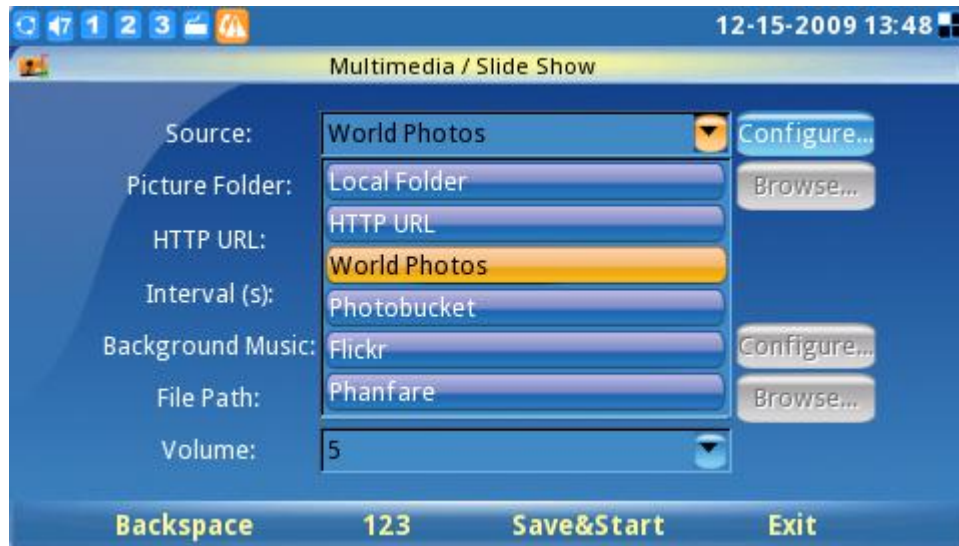 7 1 2 3 12-15-2009 13:48
Multimedia / Slide Show
Source: World Photos Configure...
Picture Folder: Local Folder Browse...
HTTP URL: HTTP URL
World Photos
Interval (s): Photobucket
Background Music: Flickr Configure...
File Path: Phanfare Browse...
Volume: 5
Backspace 123 Save&Start Exit